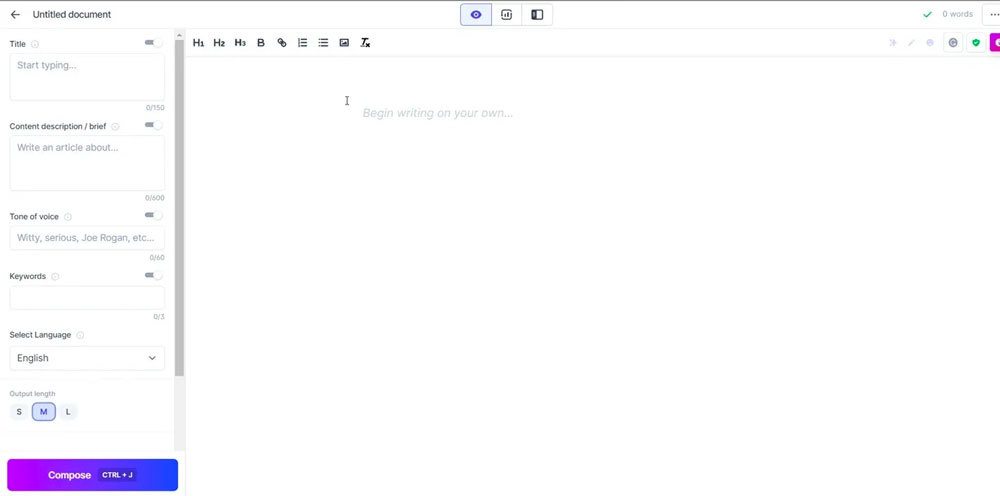 Untitled document
0 words
Title
H1 H2 H3 B
Start typing...
0/150
Content description / brief
Begin writing on your own...
Write an article about...
0/600
Tone of voice
Witty, serious, Joe Rogan, etc...
0/60
Keywords
0/3
Select Language
English
Output length
S M L
Compose CTRL + J